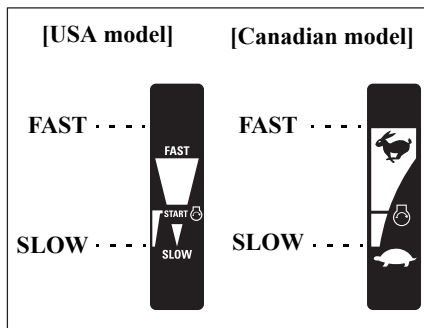 [USA model]
[Canadian model]
FAST
FAST
START
SLOW
SLOW
FAST
SLOW